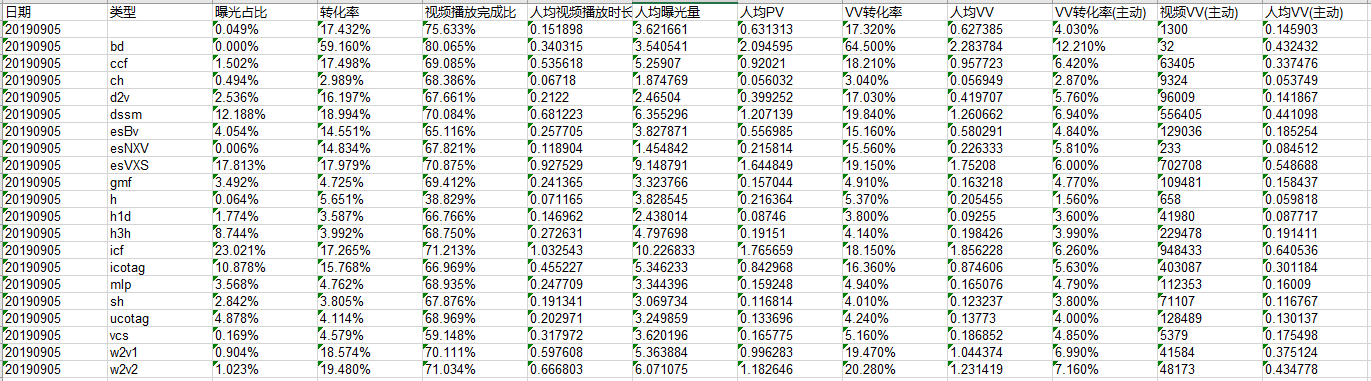 日期 类型 曝光占比 转化率 视频播放完成比 人均视频播放时长 人均曝光量 人均PV VV转化率 人均VV VV转化率(主动) 视频VV(主动) 人均VV(主动)
20190905 0.049% 17.432% 75.633% 0.151898 3.621661 0.631313 17.320% 0.627385 4.030% 1300 0.145903
20190905 bd 0.000% 59.160% 80.065% 0.340315 3.540541 2.094595 64.500% 2.283784 12.210% 32 0.432432
20190905 ccf 1.502% 17.498% 69.085% 0.535618 5.25907 0.92021 18.210% 0.957723 6.420% 63405 0.337476
20190905 ch 0.494% 2.989% 68.386% 0.06718 1.874769 0.056032 3.040% 0.056949 2.870% 9324 0.053749
20190905 d2v 2.536% 16.197% 67.661% 0.2122 2.46504 0.399252 17.030% 0.419707 5.760% 96009 0.141867
20190905 dssm 12.188% 18.994% 70.084% 0.681223 6.355296 1.207139 19.840% 1.260662 6.940% 556405 0.441098
20190905 esBv 4.054% 14.551% 65.116% 0.257705 3.827871 0.556985 15.160% 0.580291 4.840% 129036 0.185254
20190905 esNXV 0.006% 14.834% 67.821% 0.118904 1.454842 0.215814 15.560% 0.226333 5.810% 233 0.084512
20190905 esVXS 17.813% 17.979% 70.875% 0.927529 9.148791 1.644849 19.150% 1.75208 6.000% 702708 0.548688
20190905 gmf 3.492% 4.725% 69.412% 0.241365 3.323766 0.157044 4.910% 0.163218 4.770% 109481 0.158437
20190905 h 0.064% 5.651% 38.829% 0.071165 3.828545 0.216364 5.370% 0.205455 1.560% 658 0.059818
20190905 h1d 1.774% 3.587% 66.766% 0.146962 2.438014 0.08746 3.800% 0.09255 3.600% 41980 0.087717
20190905 h3h 8.744% 3.992% 68.750% 0.272631 4.797698 0.19151 4.140% 0.198426 3.990% 229478 0.191411
20190905 icf 23.021% 17.265% 71.213% 1.032543 10.226833 1.765659 18.150% 1.856228 6.260% 948433 0.640536
20190905 icotag 10.878% 15.768% 66.969% 0.455227 5.346233 0.842968 16.360% 0.874606 5.630% 403087 0.301184
20190905 mlp 3.568% 4.762% 68.935% 0.247709 3.344396 0.159248 4.940% 0.165076 4.790% 112353 0.16009
20190905 sh 2.842% 3.805% 67.876% 0.191341 3.069734 0.116814 4.010% 0.123237 3.800% 71107 0.116767
20190905 ucotag 4.878% 4.114% 68.969% 0.202971 3.249859 0.133696 4.240% 0.13773 4.000% 128489 0.130137
20190905 vcs 0.169% 4.579% 59.148% 0.317972 3.620196 0.165775 5.160% 0.186852 4.850% 5379 0.175498
20190905 w2v1 0.904% 18.574% 70.111% 0.597608 5.363884 0.996283 19.470% 1.044374 6.990% 41584 0.375124
20190905 w2v2 1.023% 19.480% 71.034% 0.666803 6.071075 1.182646 20.280% 1.231419 7.160% 48173 0.434778